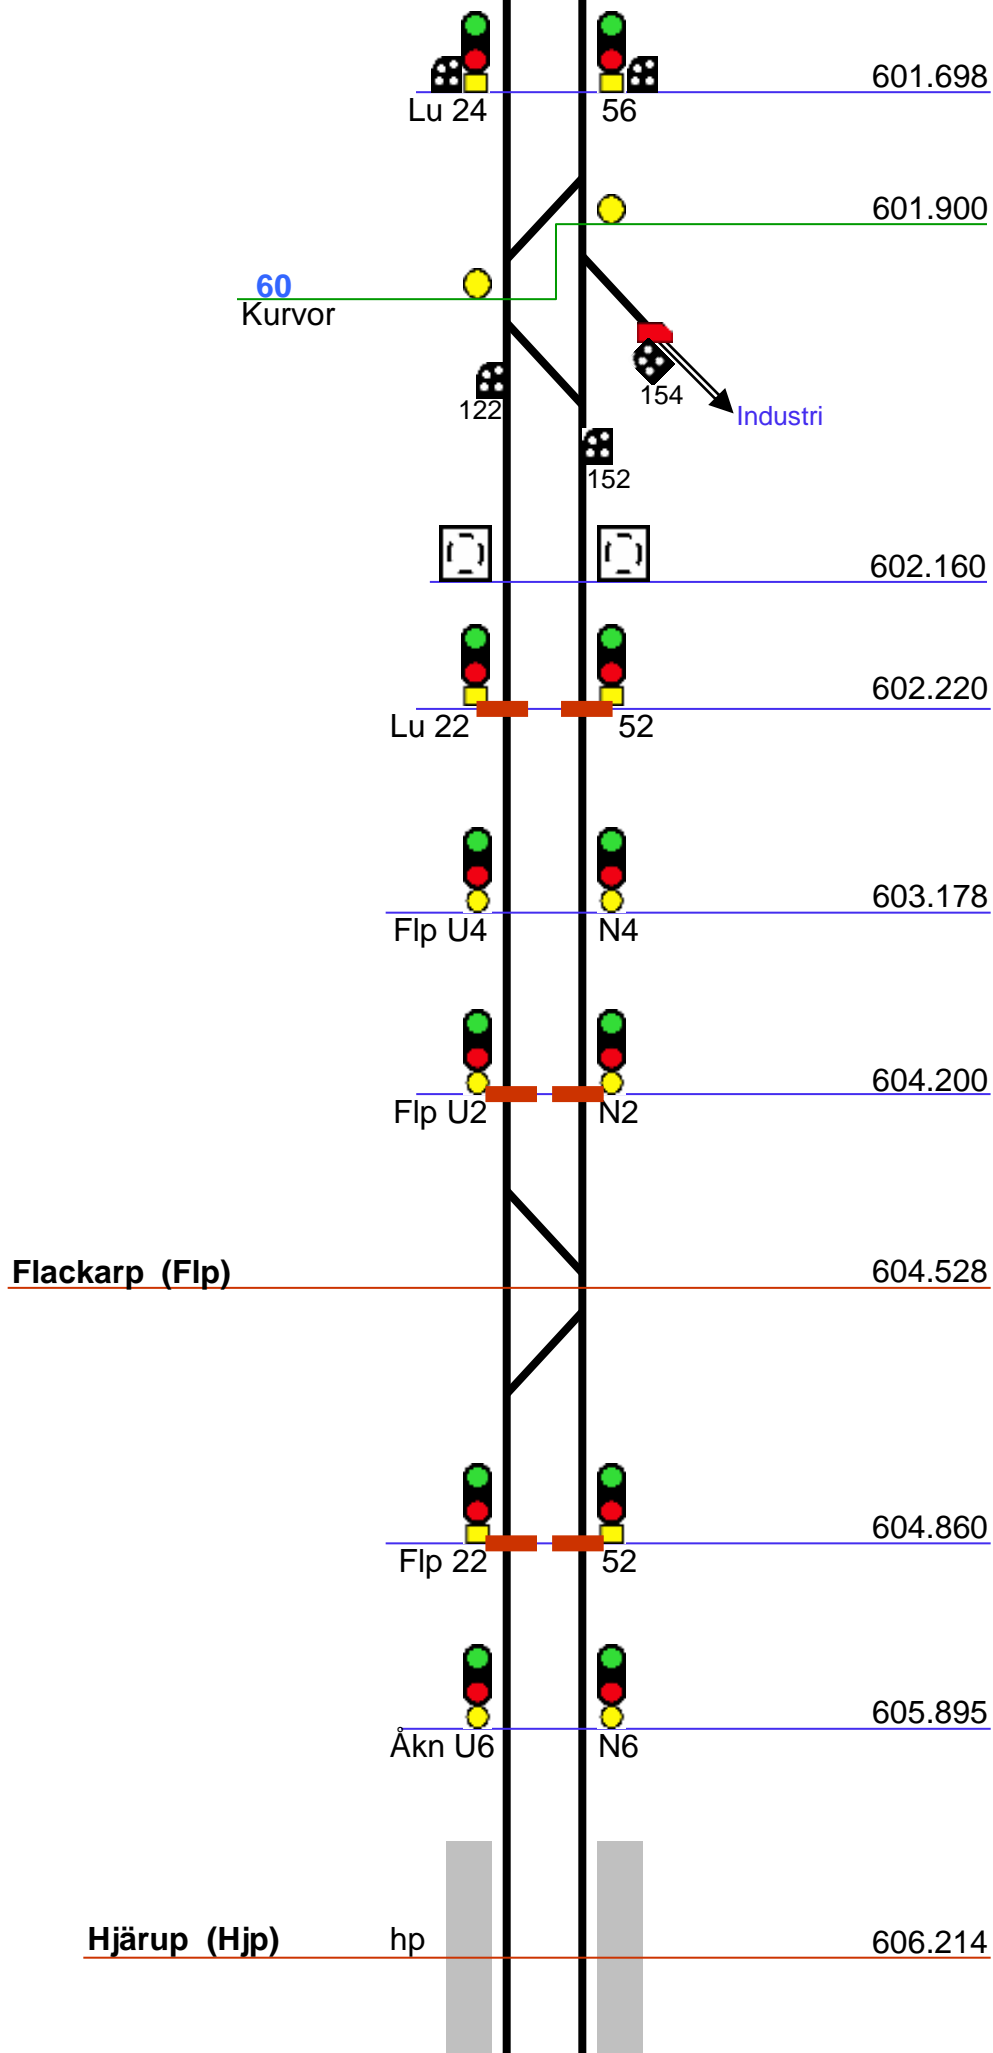 601.698
Lu 24 56
601.900
60
Kurvor
122
154
Industri
152
602.160
602.220
Lu 22 52
603.178
Flp U4 N4
604.200
Flp U2 N2
Flackarp (Flp) 604.528
604.860
Flp 22 52
605.895
Åkn U6 N6
Hjärup (Hjp) hp 606.214